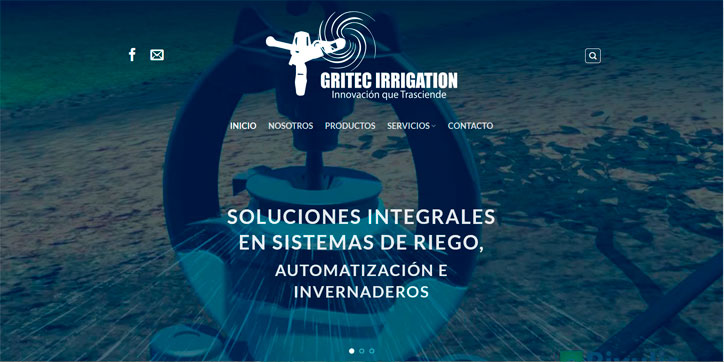 GRITEC IRRIGATION
Innovación que Trasciende
INICIO NOSOTROS PRODUCTOS SERVICIOS CONTACTO
SOLUCIONES INTEGRALES
EN SISTEMAS DE RIEGO,
AUTOMATIZACIÓN E
INVERNADEROS